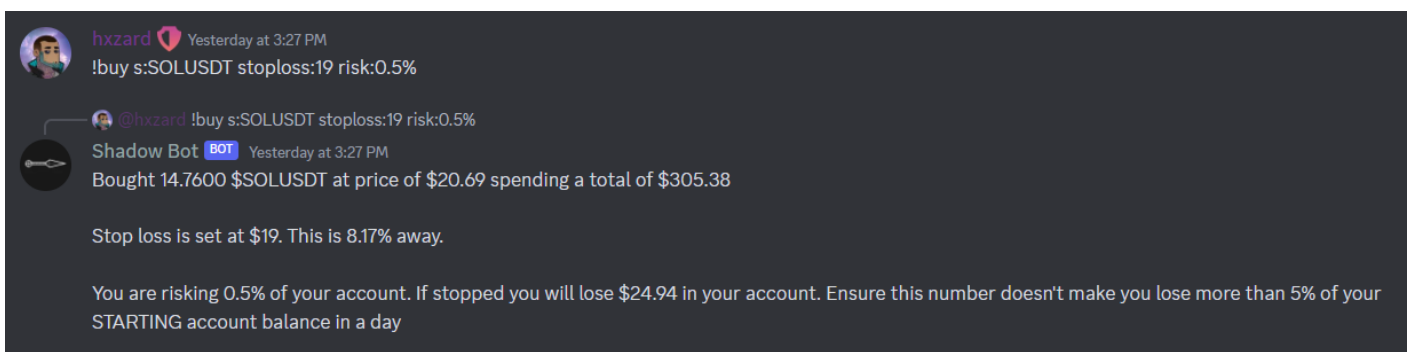 hxzard Yesterday at 3:27 PM
!buy s:SOLUSDT stoploss:19 risk:0.5%
@hxzard !buy s:SOLUSDT stoploss:19 risk:0.5%
Shadow Bot BOT Yesterday at 3:27 PM
Bought 14.7600 $SOLUSDT at price of $20.69 spending a total of $305.38
Stop loss is set at $19. This is 8.17% away.
You are risking 0.5% of your account. If stopped you will lose $24.94 in your account. Ensure this number doesn't make you lose more than 5% of your
STARTING account balance in a day